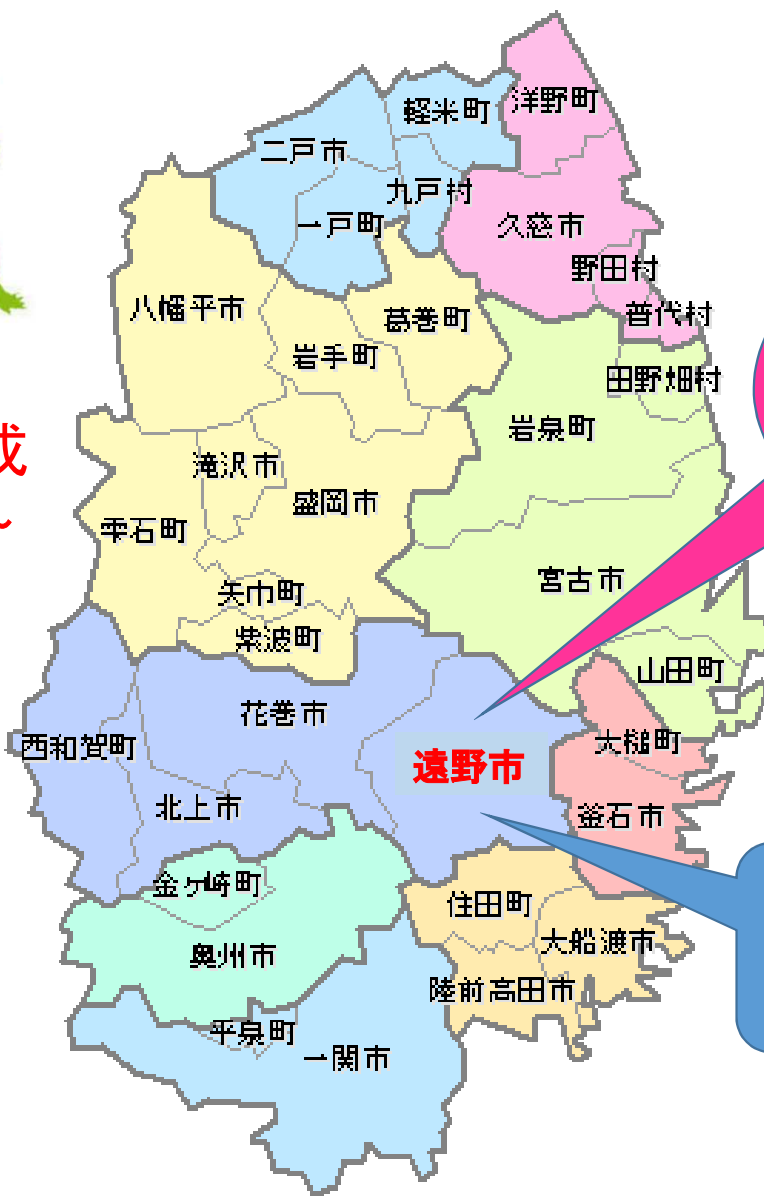 洋野町
軽米町
二戸市
九戸村
一戸町
久慈市
野田村
普代村
八幡平市
葛巻町
岩手町
田野畑村
岩泉町
成
滝沢市
盛岡市
～
雫石町
宮古市
矢巾町
紫波町
山田町
花巻市
大槌町
西和賀町
遠野市
北上市
釜石市
金ケ崎町
住田町
大船渡市
奥州市
陸前高田市
平泉町
一関市